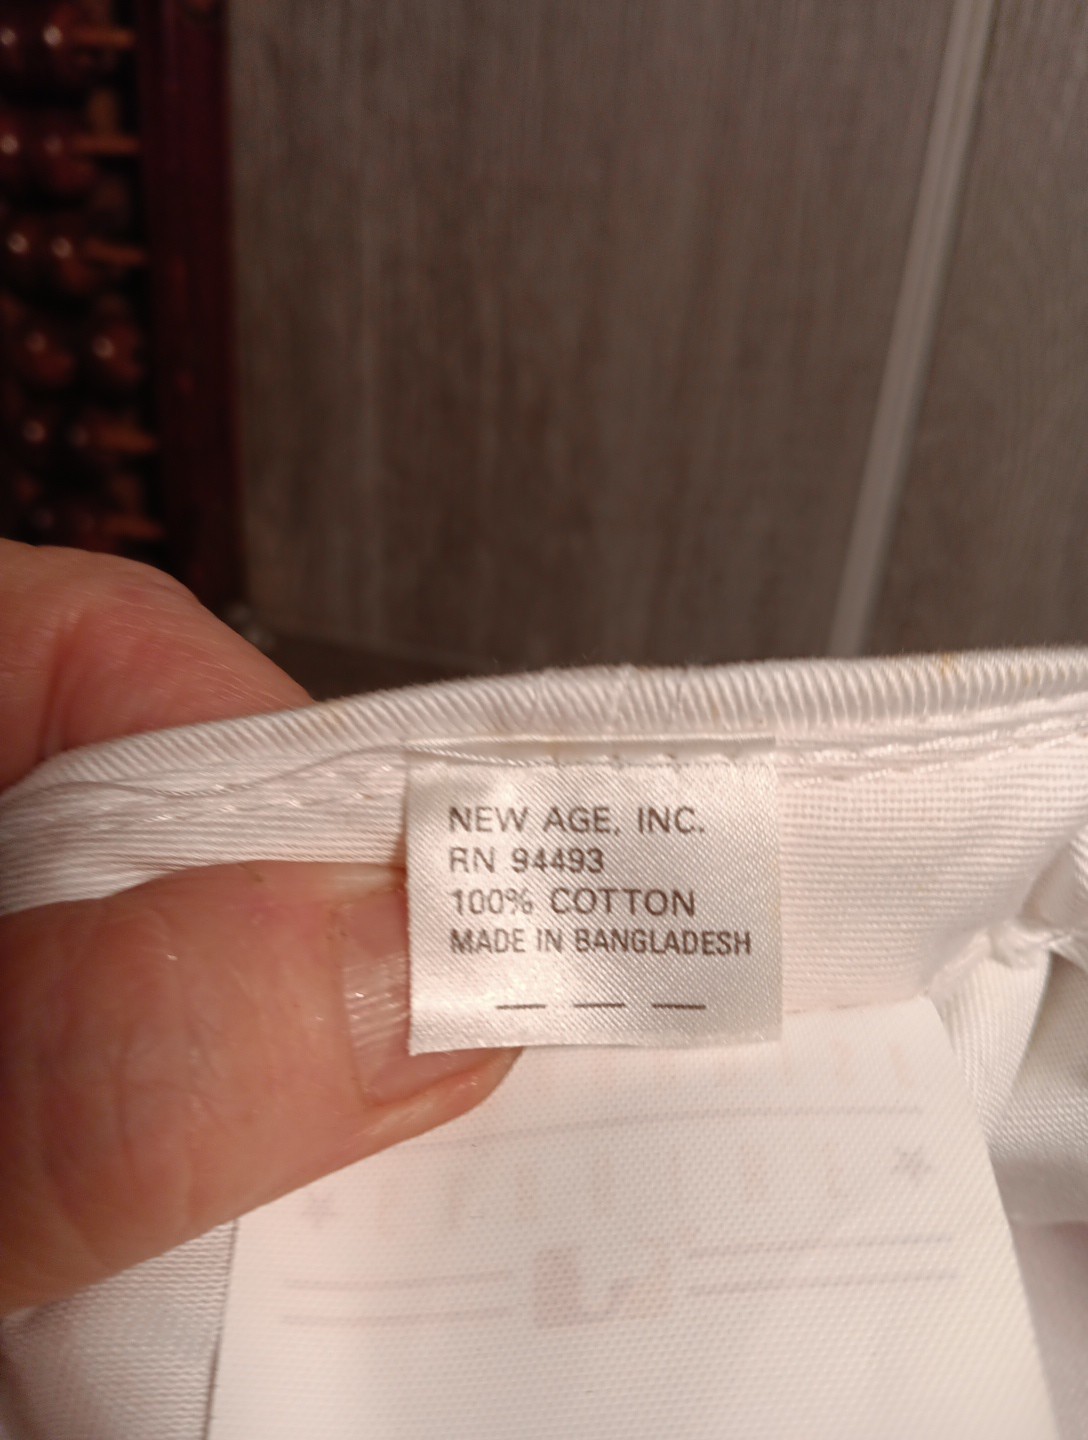 NEW AGE, INC.
RN 94493
100% COTTON
MADE IN BANGLADESH